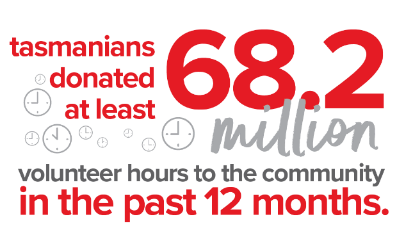 tasmanians
donated
at least
68.2
million
volunteer hours to the community
in the past 12 months.